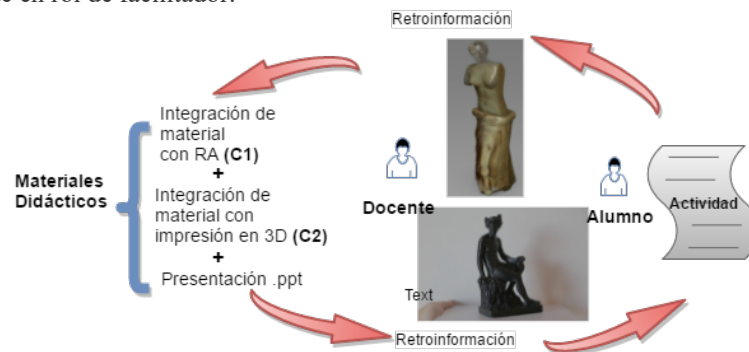 Retroinformación
Integración de
material
con RA (C1)
+
Integración de
material con
impresión en 3D (C2)
+
Presentación .ppt
Materiales
Didácticos
Docente
Alumno
Actividad
Text
Retroinformación